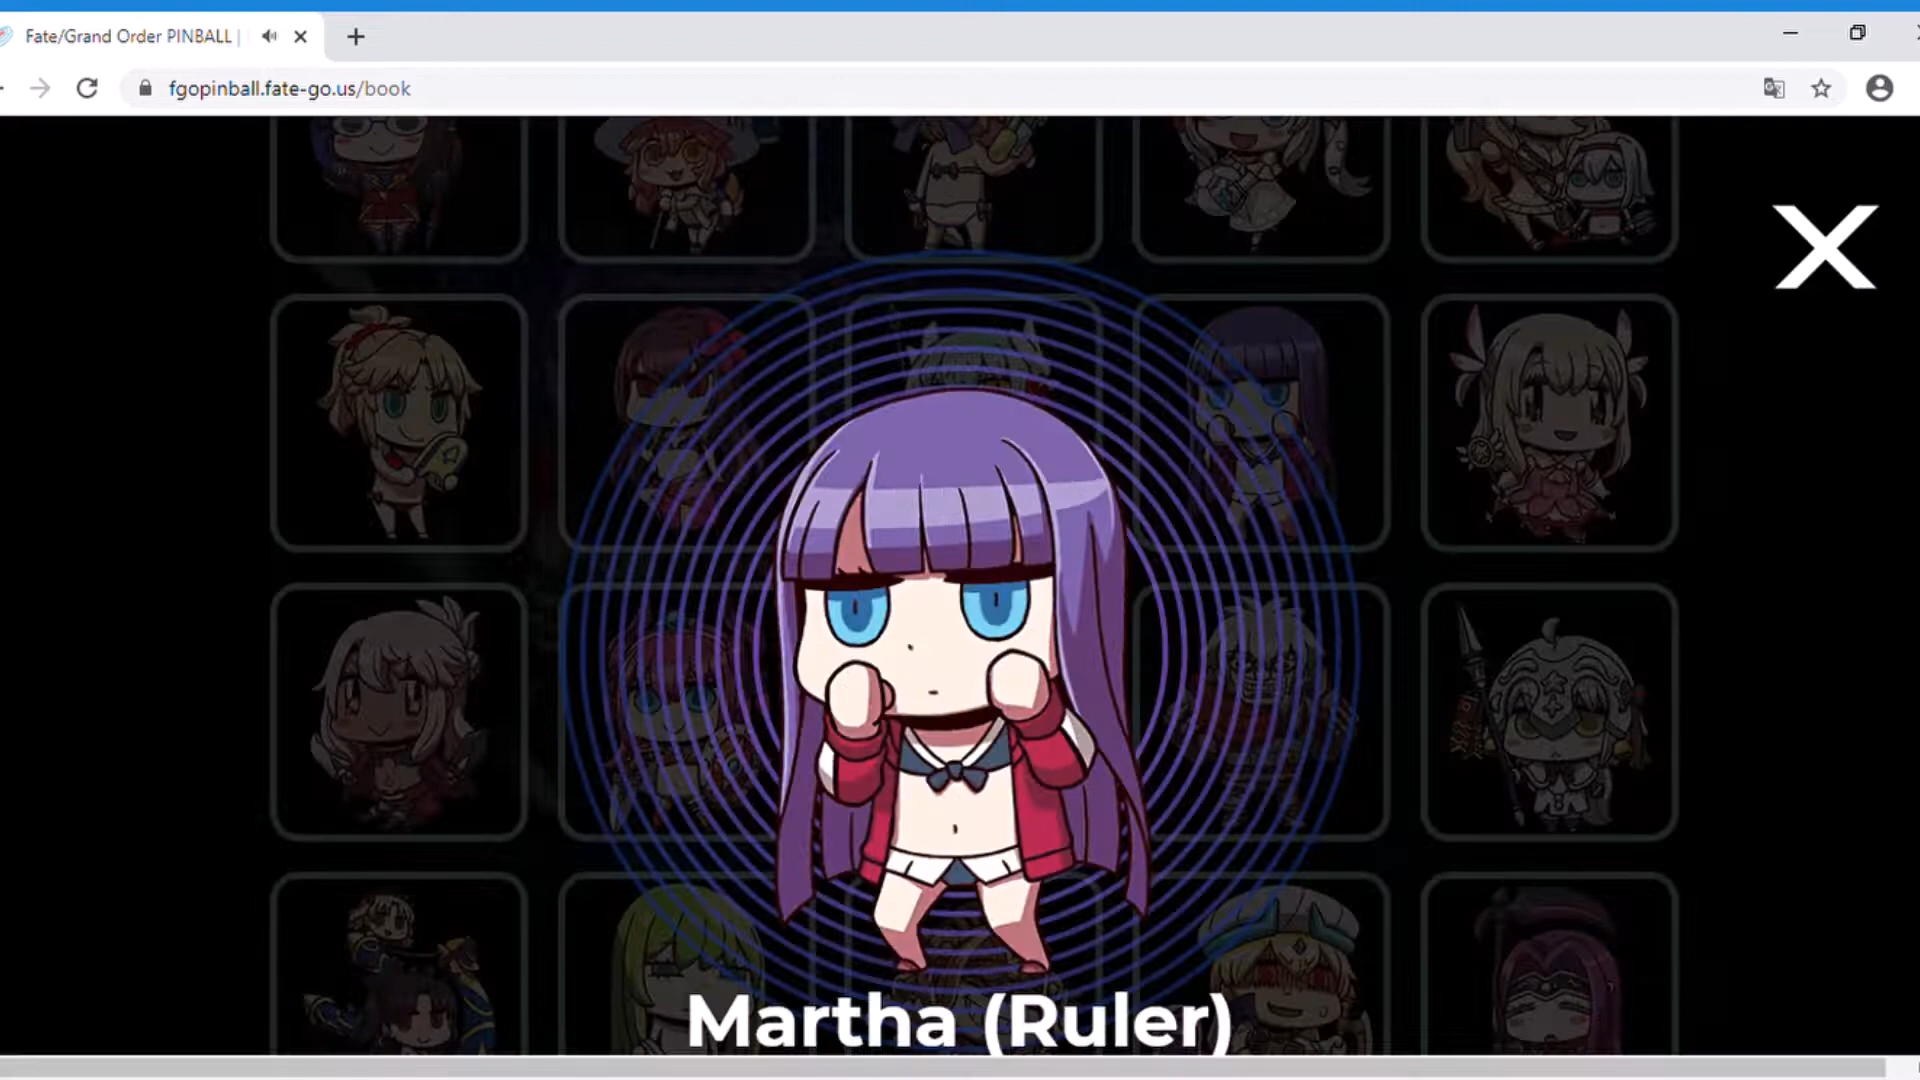 Fate/Grand Order PINBALL |
fgopinball.fate-go.us/book
Martha (Ruler)